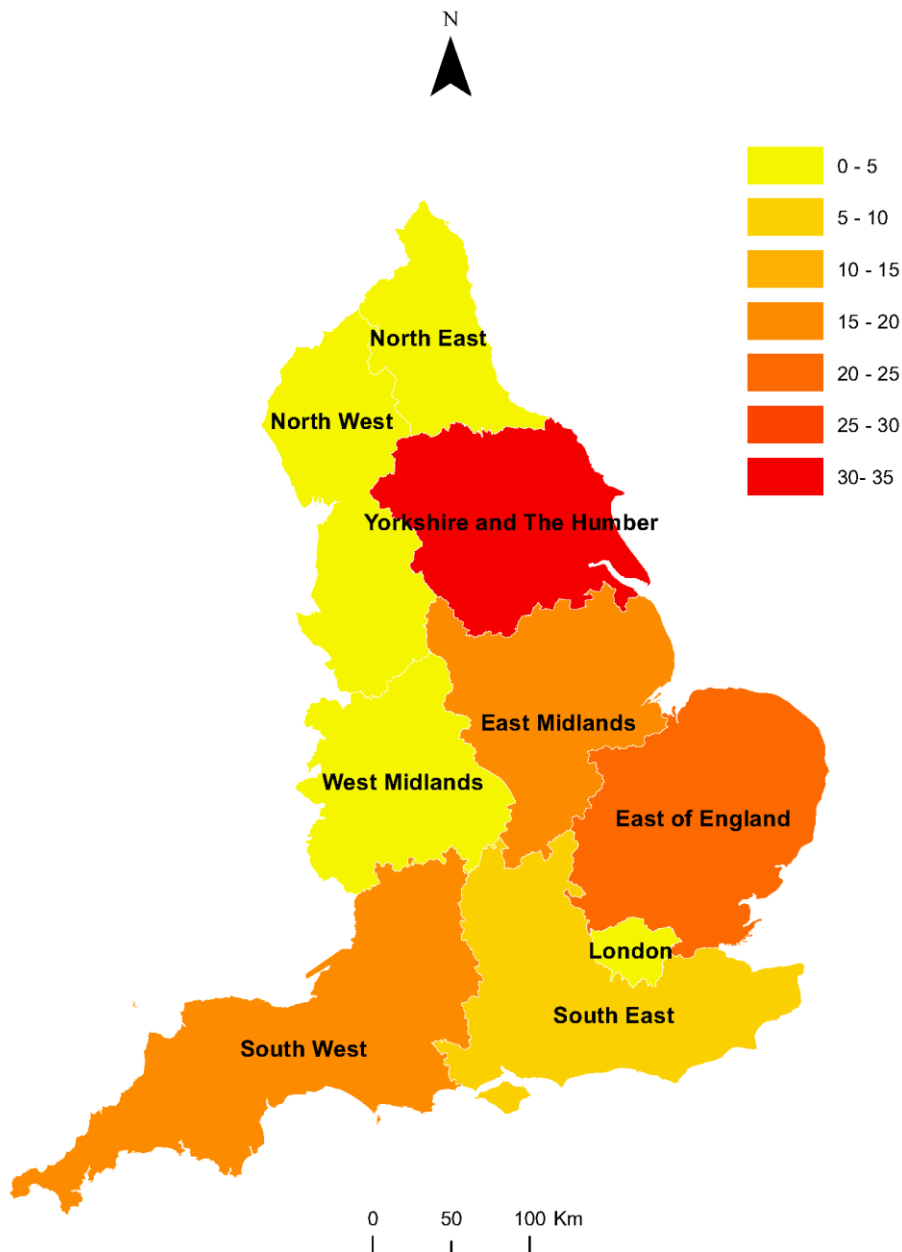 N
0 - 5
5 - 10
10 - 15
15 - 20
20 - 25
25 - 30
30- 35
North East
North West
Yorkshire and The Humber
East Midlands
West Midlands
East of England
London
South East
South West
0 50 100 Km